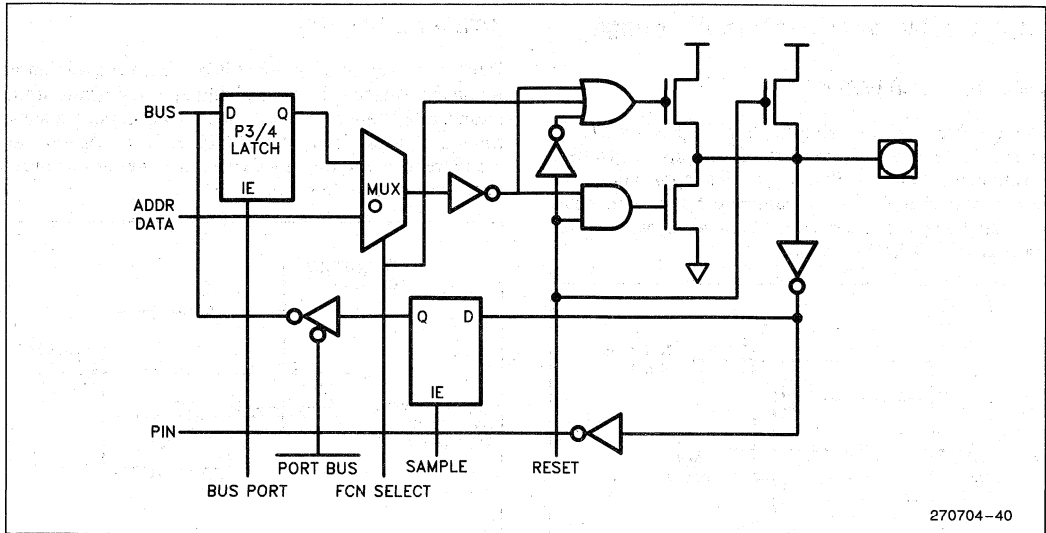 BUS
D Q
P3/4
LATCH
IE
MUX
ADDR
DATA
Q D
IE
PIN
PORT BUS
SAMPLE
RESET
BUS PORT
FCN SELECT
270704-40